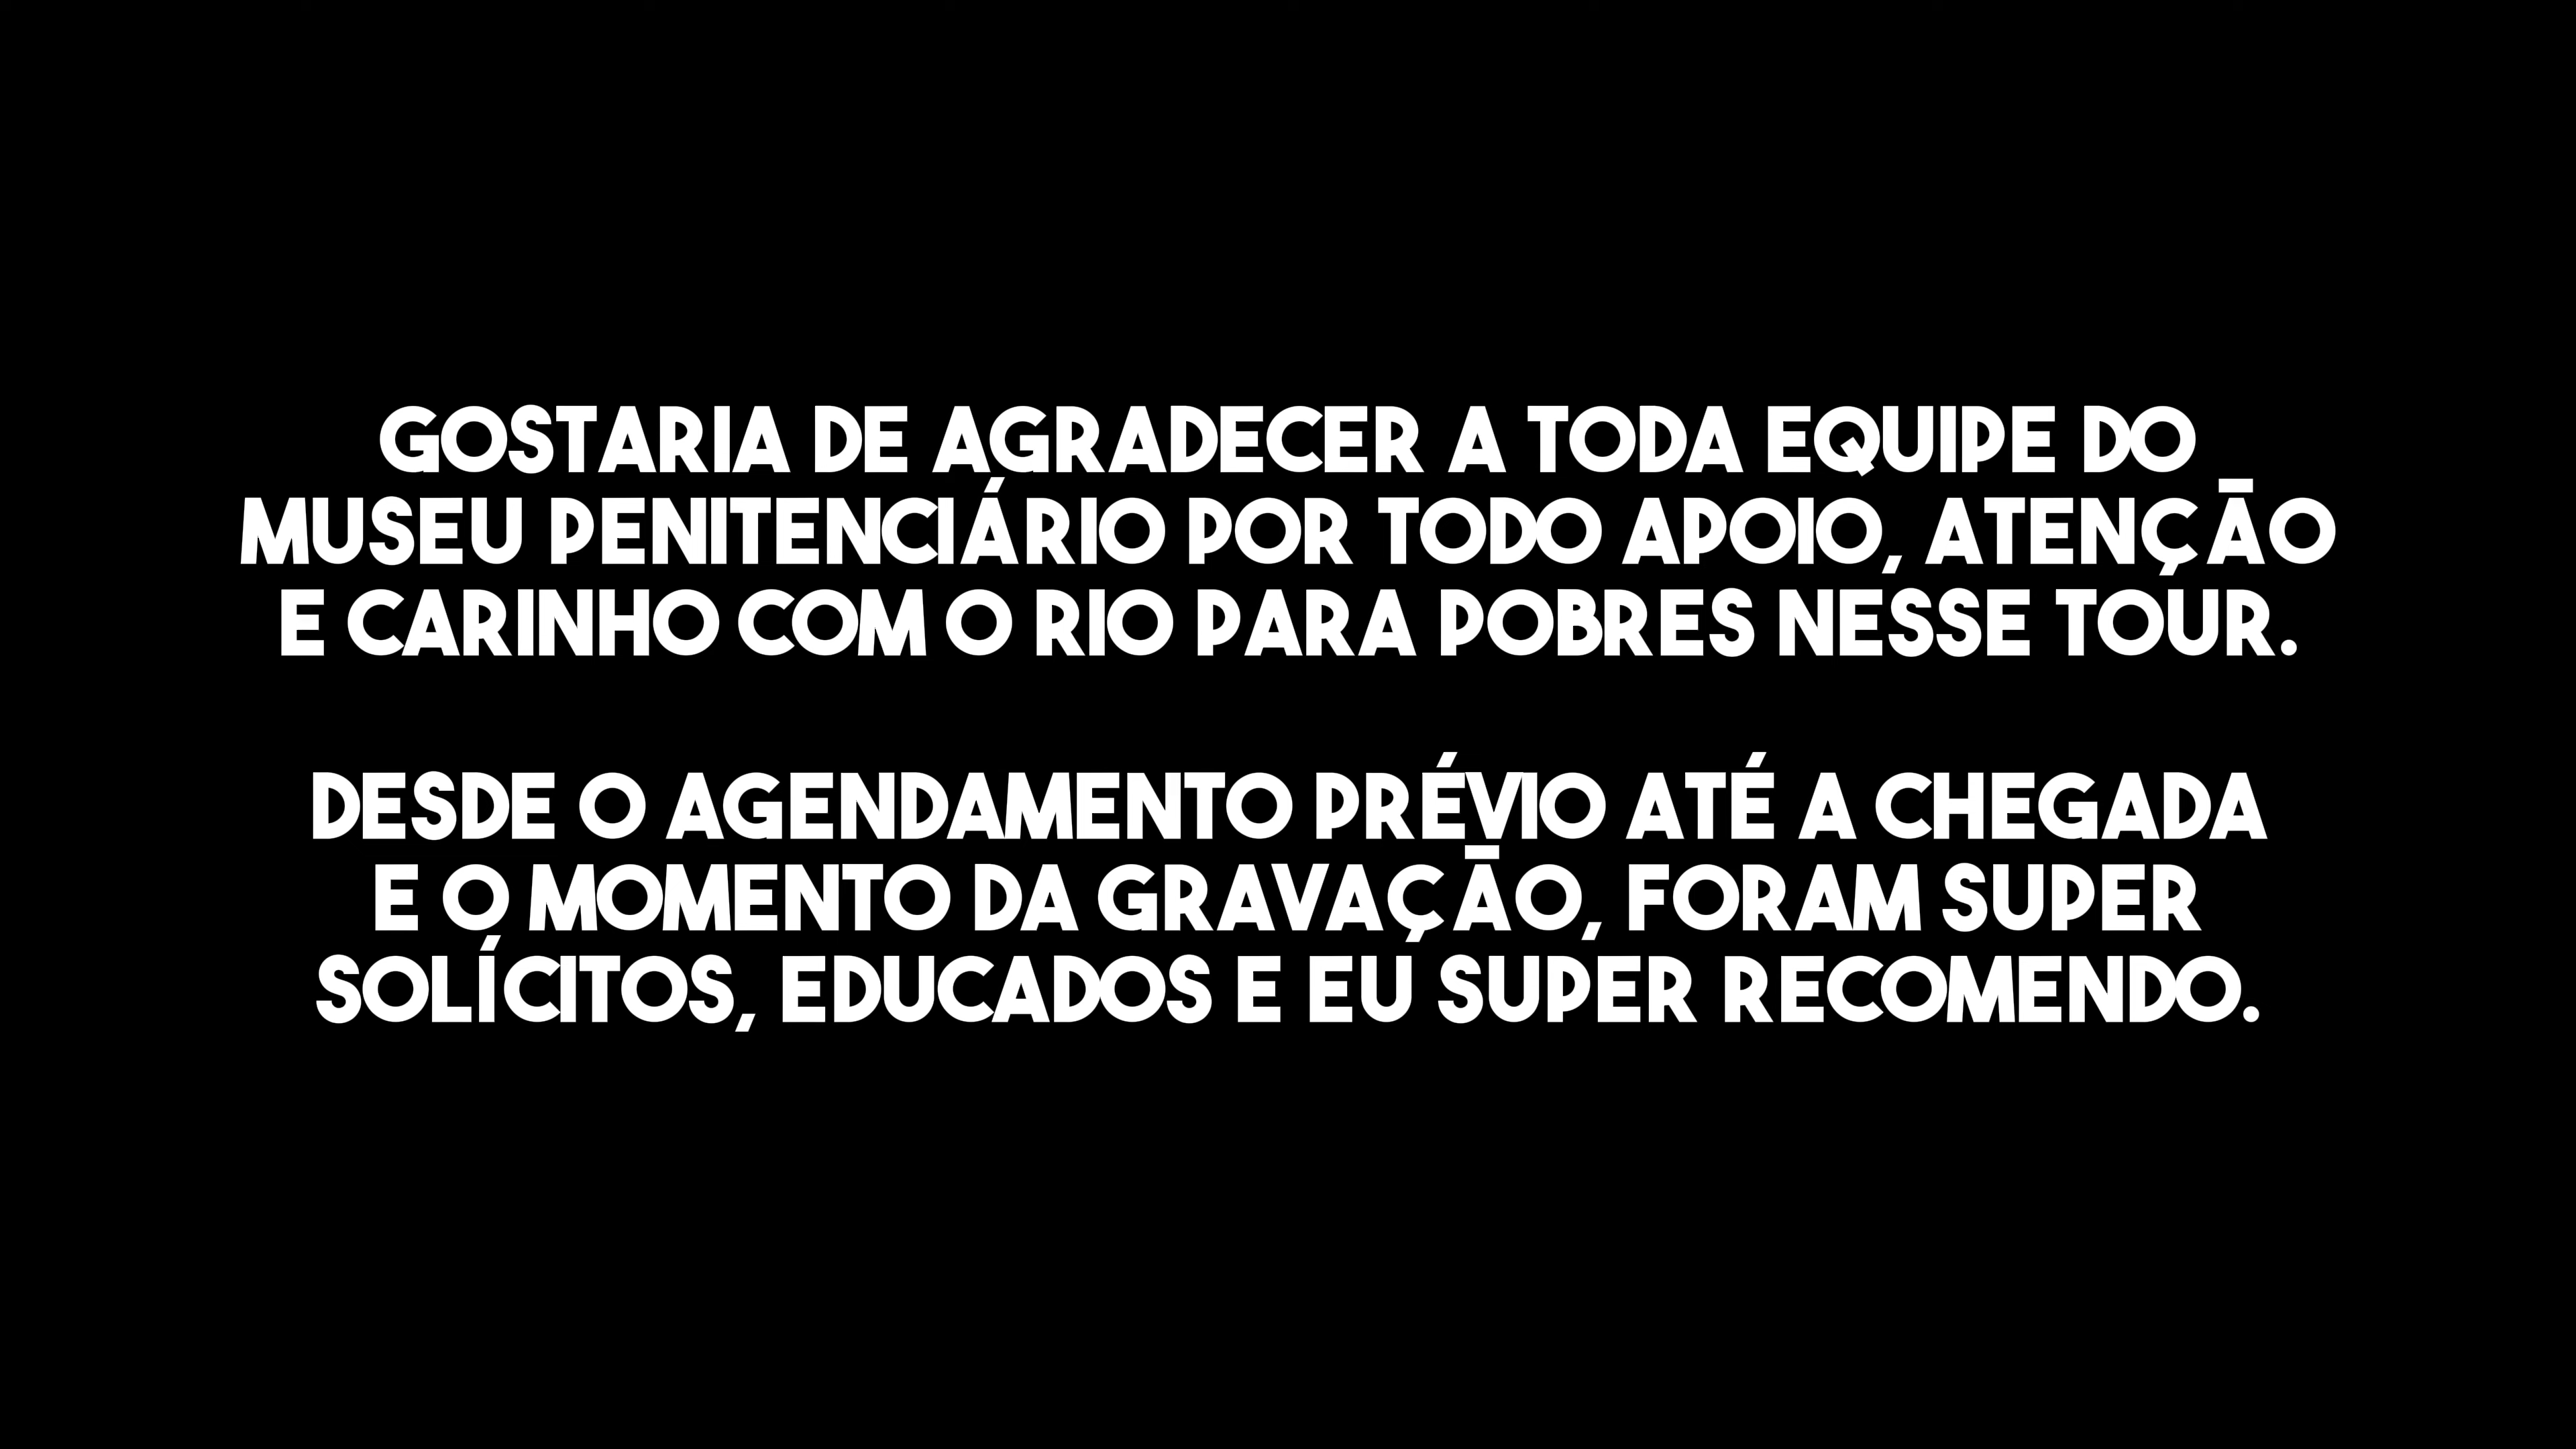 GOSTARIA DE AGRADECER A TODA EQUIPE DO
MUSEU PENITENCIÁRIO POR TODO APOIO, ATENÇÃO
E CARINHO COM O RIO PARA POBRES NESSE TOUR.
DESDE O AGENDAMENTO PRÉVIO ATÉ A CHEGADA
E O MOMENTO DA GRAVAÇÃO, FORAM SUPER
SOLÍCITOS, EDUCADOS E EU SUPER RECOMENDO.